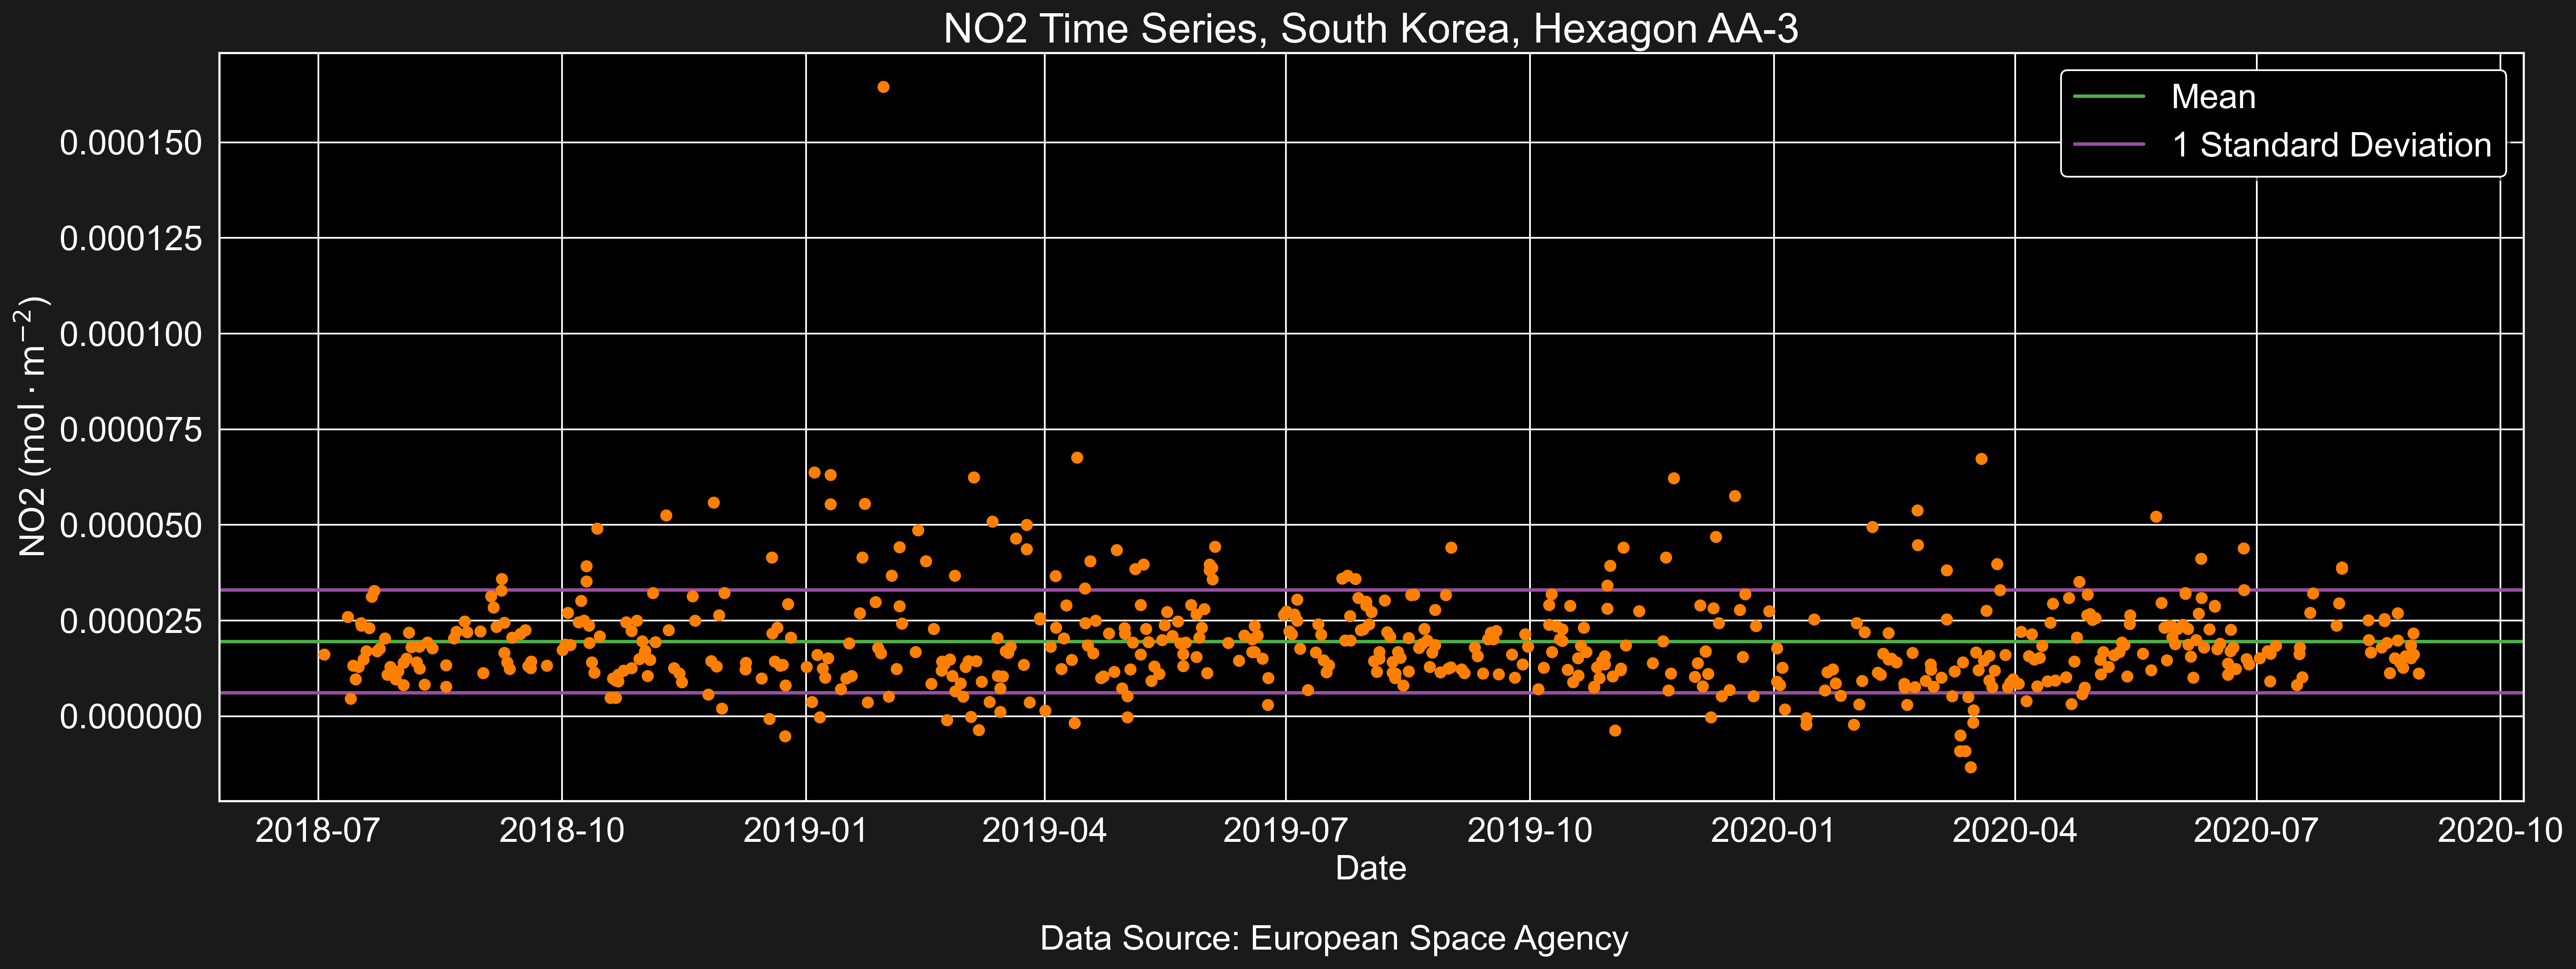 NO2 Time Series, South Korea, Hexagon AA-3
Mean
1 Standard Deviation
NO2 (mol · m⁻²)
0.000150
0.000125
0.000100
0.000075
0.000050
0.000025
0.000000
2018-07 2018-10 2019-01 2019-04 2019-07 2019-10 2020-01 2020-04 2020-07 2020-10
Date
Data Source: European Space Agency